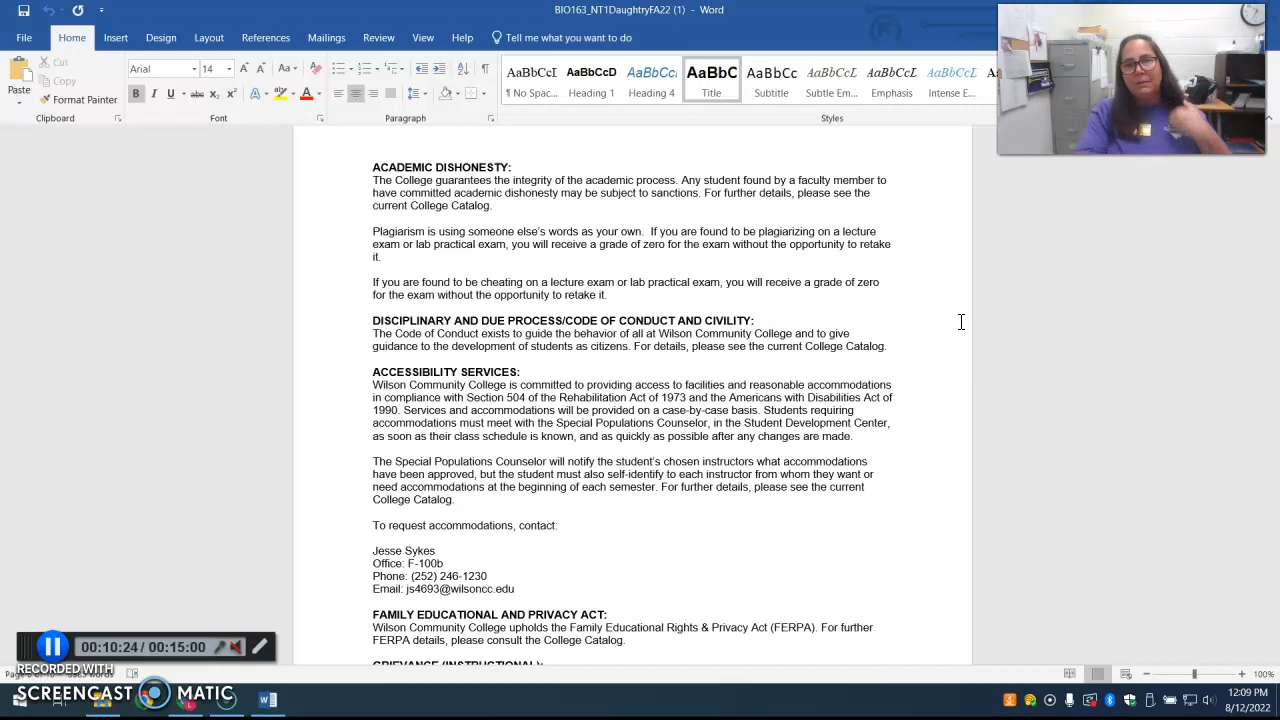 BIO163_NT1DaughtryFA22 (1) - Word
File Home Insert Design Layout References Mailings Review View Help Tell me what you want to do
Cut
Copy
Format Painter
Paste
Clipboard
Arial 14
Font
Paragraph
AaBbCcI AaBbCcD AaBbCc AaBbC AaBbCc AaBbCcL AaBbCcL AaBbCcL
¶ No Spac... Heading 1 Heading 4 Title Subtitle Subtle Em... Emphasis Intense E...
Styles
ACADEMIC DISHONESTY:
The College guarantees the integrity of the academic process. Any student found by a faculty member to
have committed academic dishonesty may be subject to sanctions. For further details, please see the
current College Catalog.
Plagiarism is using someone else's words as your own.  If you are found to be plagiarizing on a lecture
exam or lab practical exam, you will receive a grade of zero for the exam without the opportunity to retake
it.
If you are found to be cheating on a lecture exam or lab practical exam, you will receive a grade of zero
for the exam without the opportunity to retake it.
DISCIPLINARY AND DUE PROCESS/CODE OF CONDUCT AND CIVILITY:
The Code of Conduct exists to guide the behavior of all at Wilson Community College and to give
guidance to the development of students as citizens. For details, please see the current College Catalog.
ACCESSIBILITY SERVICES:
Wilson Community College is committed to providing access to facilities and reasonable accommodations
in compliance with Section 504 of the Rehabilitation Act of 1973 and the Americans with Disabilities Act of
1990. Services and accommodations will be provided on a case-by-case basis. Students requiring
accommodations must meet with the Special Populations Counselor, in the Student Development Center,
as soon as their class schedule is known, and as quickly as possible after any changes are made.
The Special Populations Counselor will notify the student's chosen instructors what accommodations
have been approved, but the student must also self-identify to each instructor from whom they want or
need accommodations at the beginning of each semester. For further details, please see the current
College Catalog.
To request accommodations, contact:
Jesse Sykes
Office: F-100b
Phone: (252) 246-1230
Email: js4693@wilsoncc.edu
FAMILY EDUCATIONAL AND PRIVACY ACT:
Wilson Community College upholds the Family Educational Rights & Privacy Act (FERPA). For further
FERPA details, please consult the College Catalog.
GRIEVANCE (INSTRUCTIONAL):
00:10:24 / 00:15:00
RECORDED WITH
SCREENCAST MATIC
100%
12:09 PM
8/12/2022